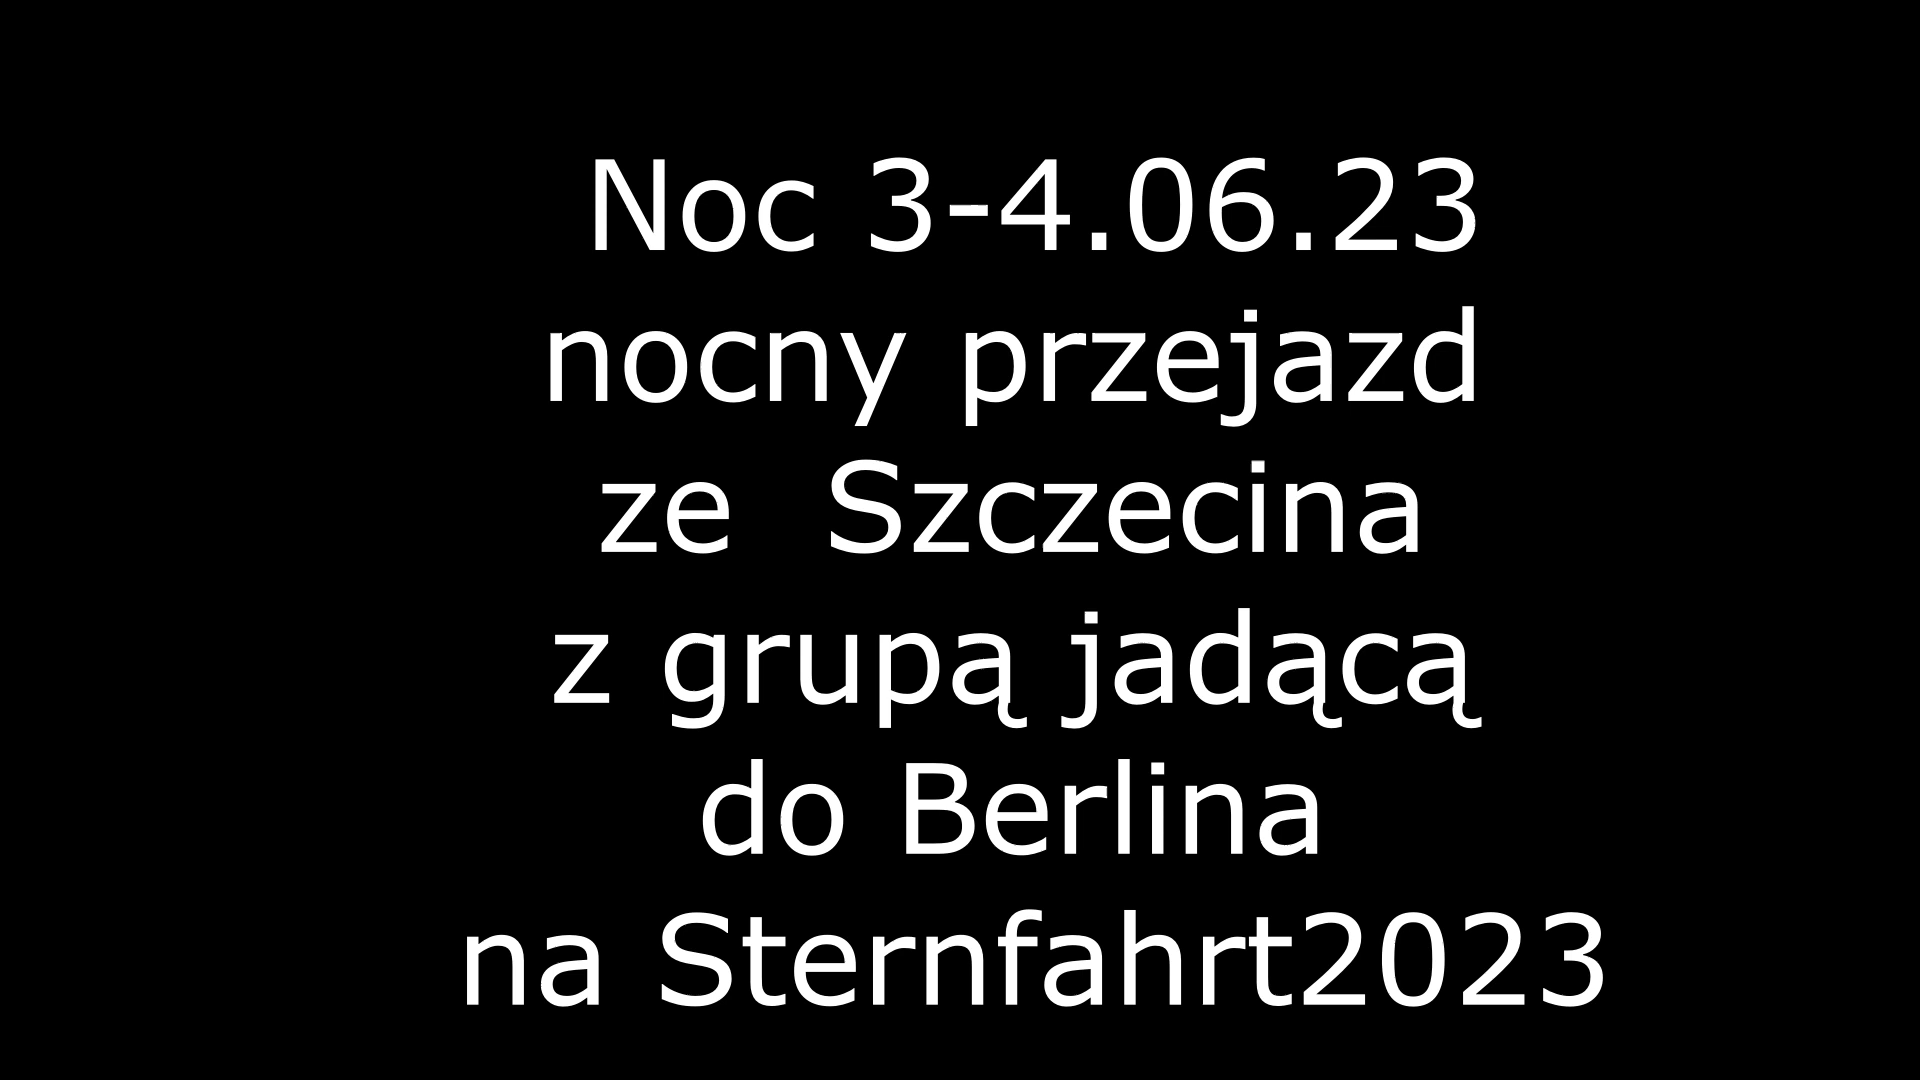 Noc 3-4.06.23
nocny przejazd
ze  Szczecina
z grupą jadącą
do Berlina
na Sternfahrt2023